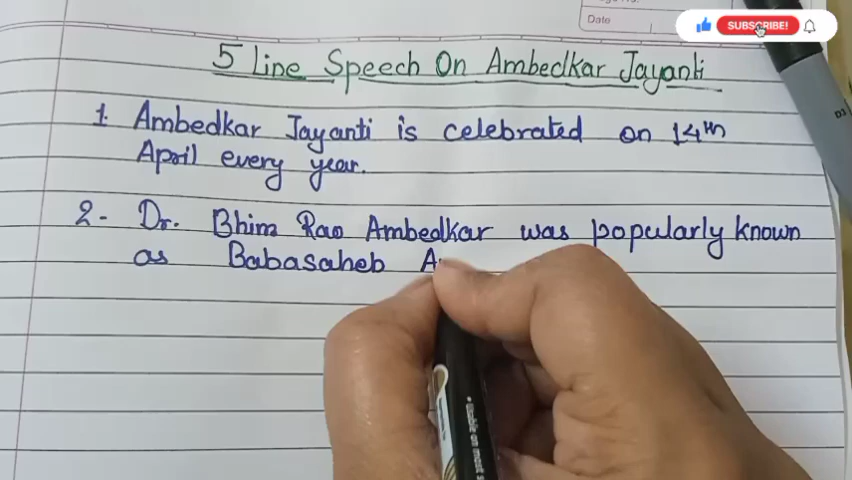 Date
SUBSCRIBE!
5 Line Speech On Ambedkar Jayanti
1. Ambedkar Jayanti is celebrated on 14th
April every year.
2- Dr. Bhim Rao Ambedkar was popularly known
as Babasaheb A